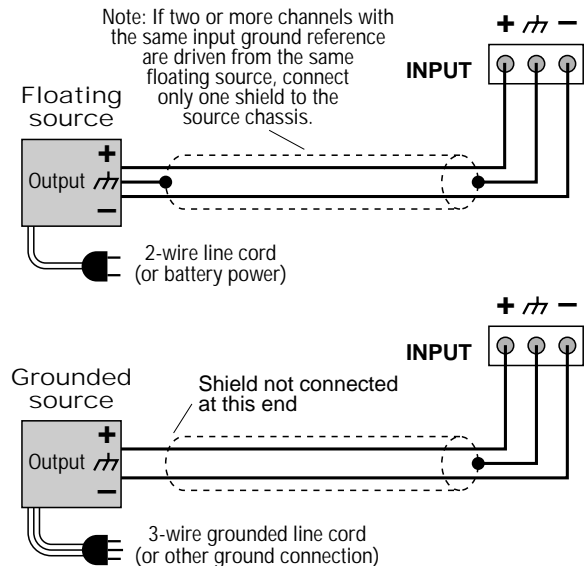 Note: If two or more channels with
the same input ground reference
are driven from the same
floating source, connect
only one shield to the
source chassis.
+ −
INPUT
Floating
source
+
Output
−
2-wire line cord
(or battery power)
+ −
INPUT
Grounded
source
Shield not connected
at this end
+
Output
−
3-wire grounded line cord
(or other ground connection)